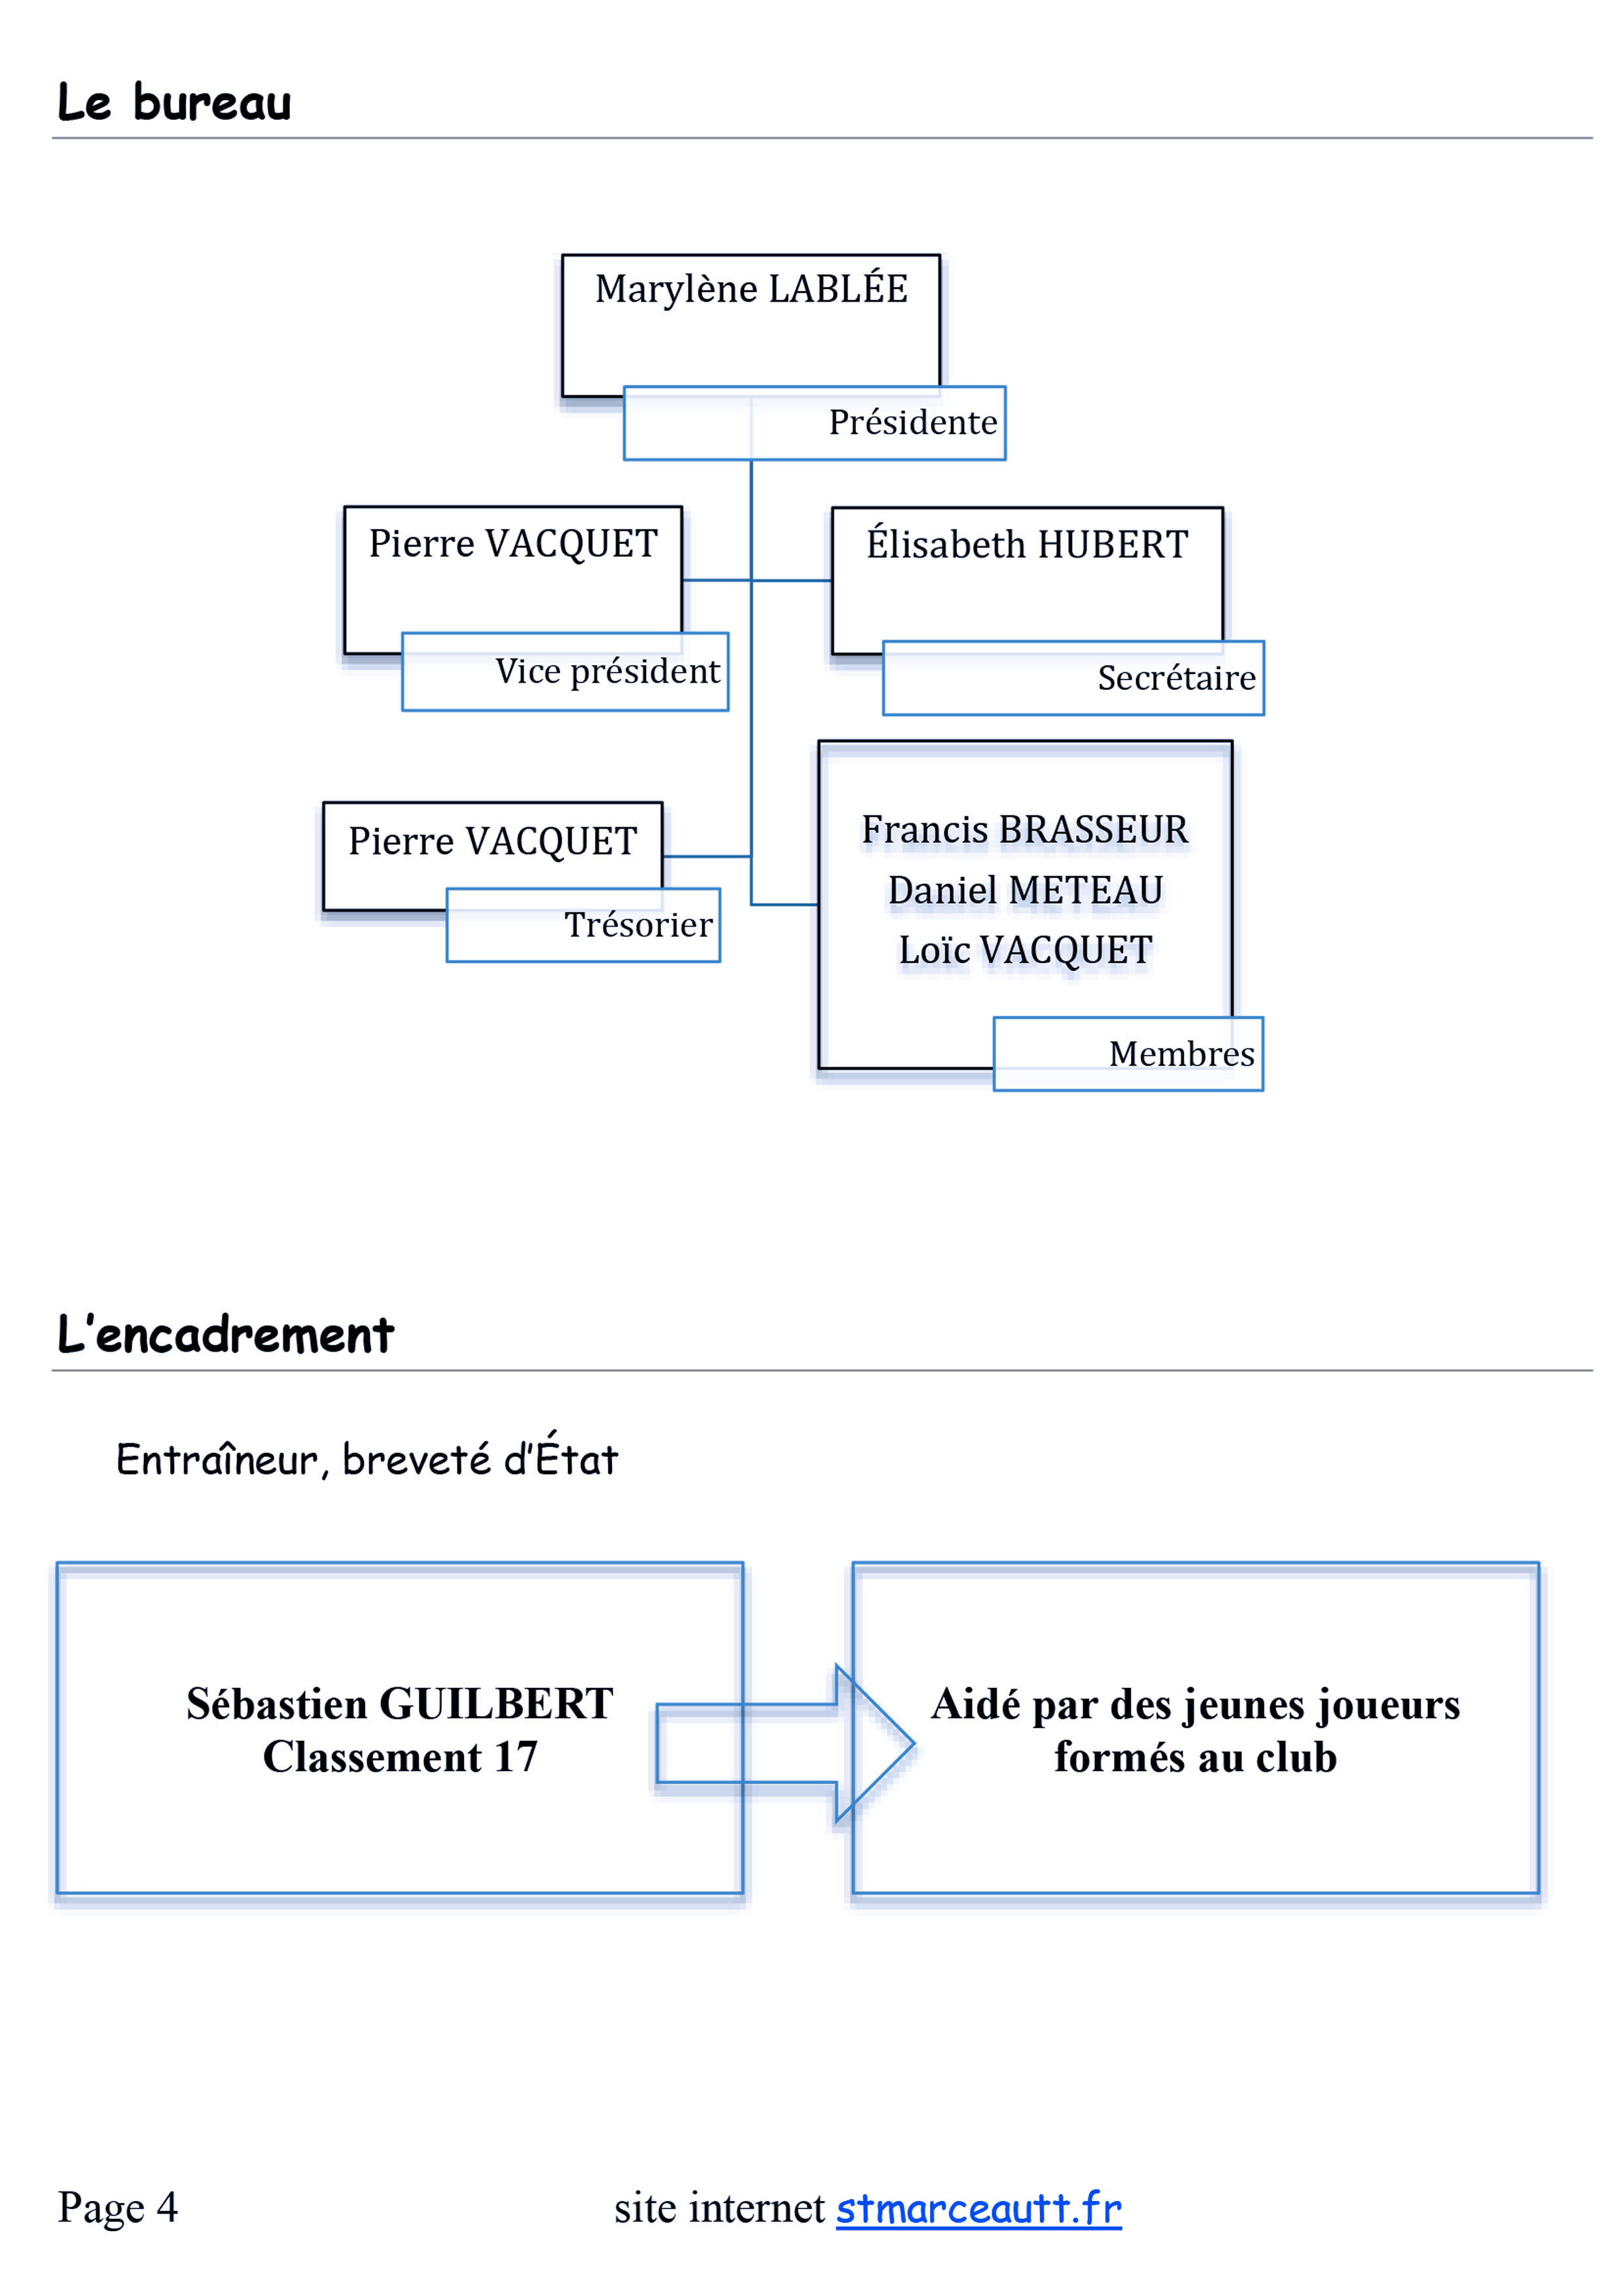 Le bureau
Marylène LABLÉE
Présidente
Pierre VACQUET
Vice président
Élisabeth HUBERT
Secrétaire
Pierre VACQUET
Trésorier
Francis BRASSEUR
Daniel METEAU
Loïc VACQUET
Membres
L'encadrement
Entraîneur, breveté d'État
Sébastien GUILBERT
Classement 17
Aidé par des jeunes joueurs
formés au club
Page 4
site internet stmarceautt.fr